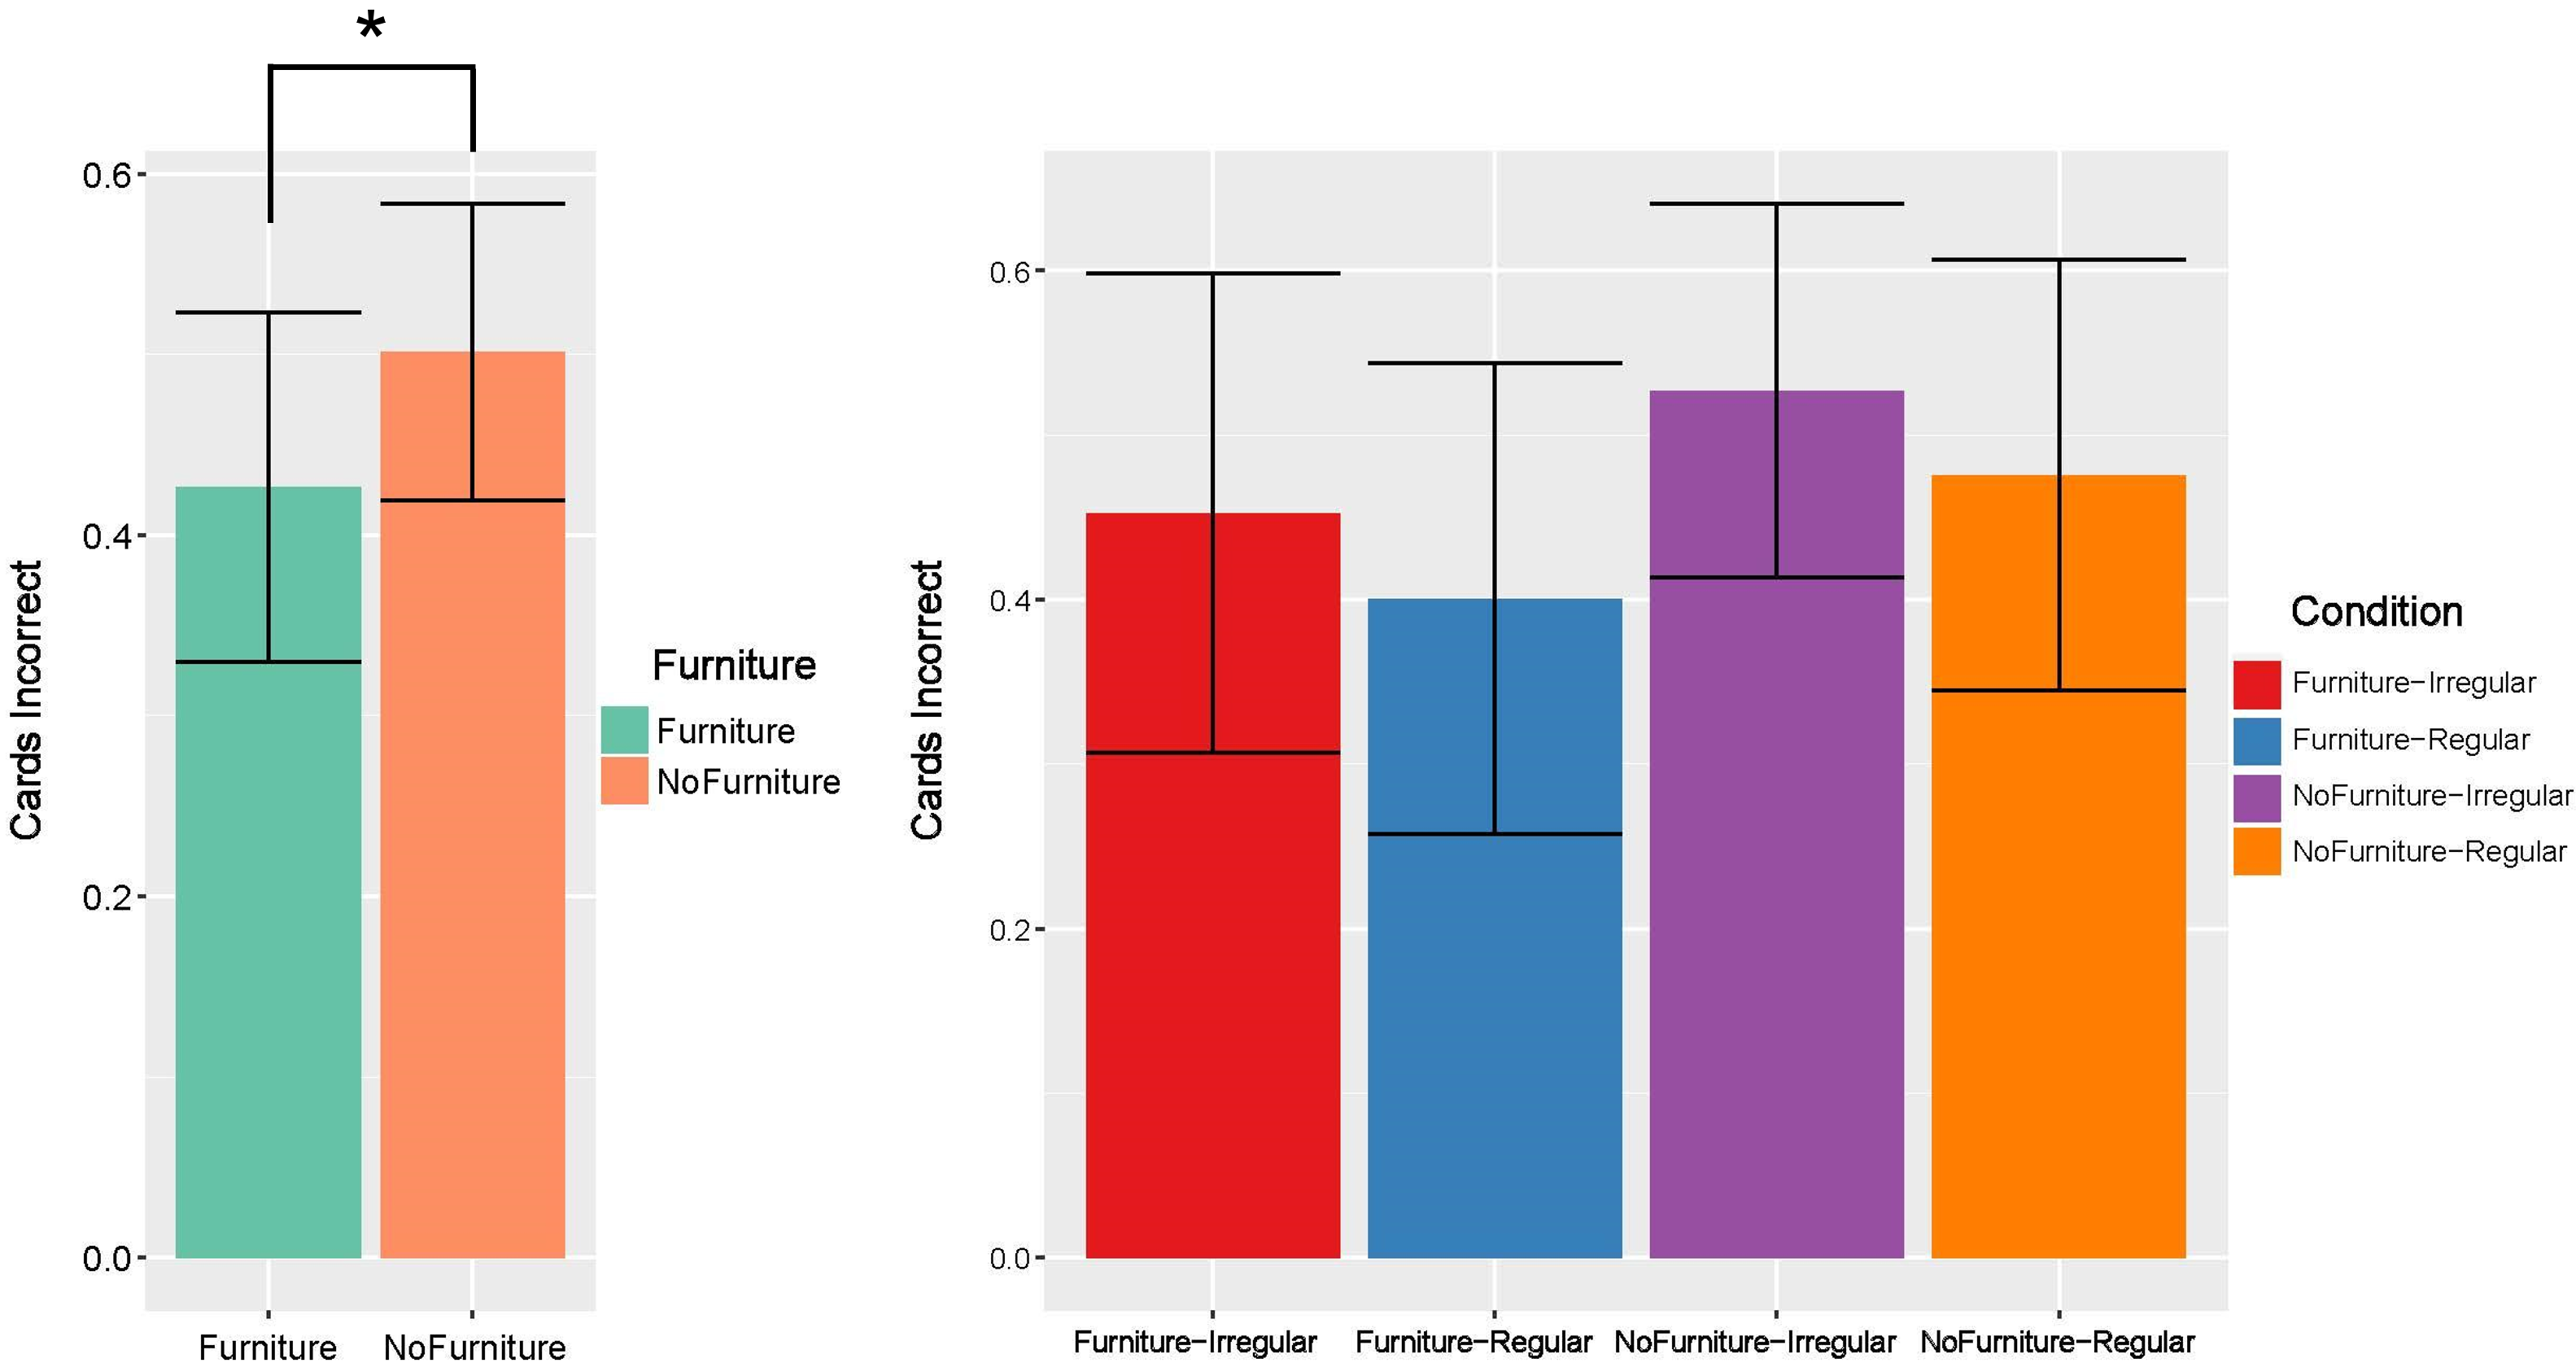 *
0.6
0.4
0.2
0.0
Cards Incorrect
Furniture
NoFurniture
Furniture
Furniture
NoFurniture
0.6
0.4
0.2
0.0
Cards Incorrect
Furniture-Irregular
Furniture-Regular
NoFurniture-Irregular
NoFurniture-Regular
Condition
Furniture-Irregular
Furniture-Regular
NoFurniture-Irregular
NoFurniture-Regular